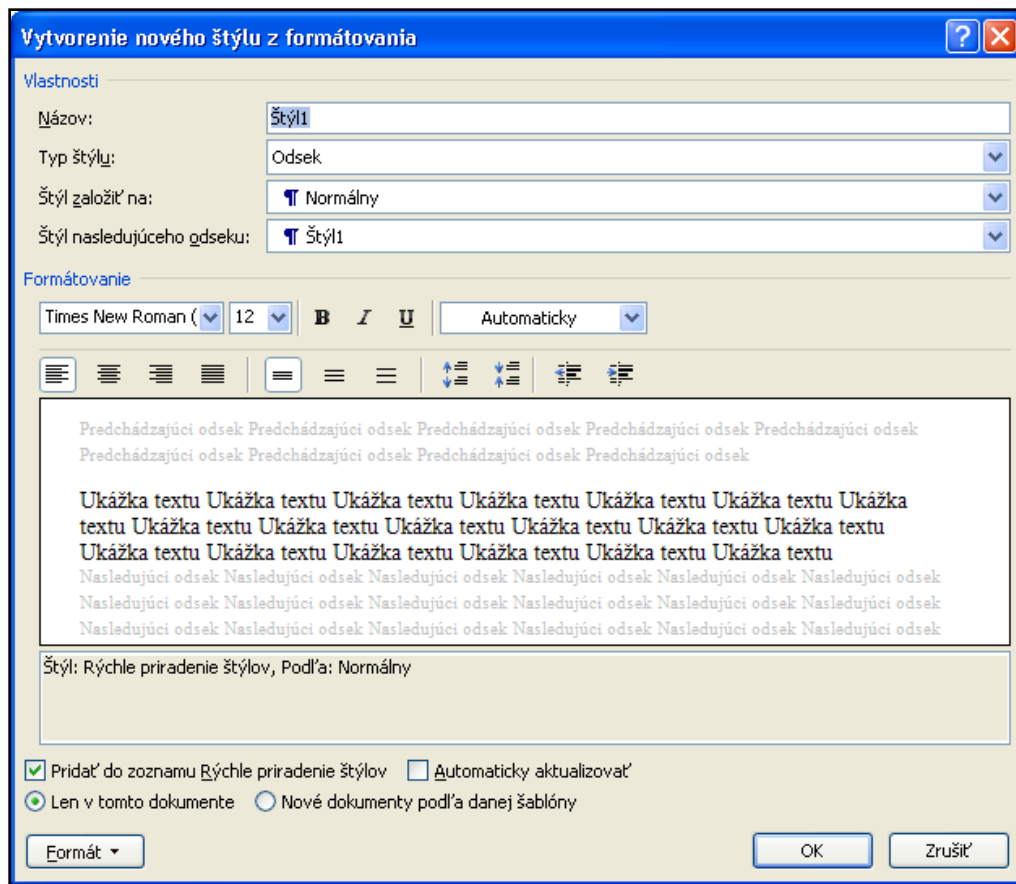 Vytvorenie nového štýlu z formátovania
Vlastnosti
Názov: Štýl1
Typ štýlu: Odsek
Štýl založiť na: ¶ Normálny
Štýl nasledujúceho odseku: ¶ Štýl1
Formátovanie
Times New Roman ( 12 B I U Automaticky
Predchádzajúci odsek Predchádzajúci odsek Predchádzajúci odsek Predchádzajúci odsek Predchádzajúci odsek
Predchádzajúci odsek Predchádzajúci odsek Predchádzajúci odsek Predchádzajúci odsek
Ukážka textu Ukážka textu Ukážka textu Ukážka textu Ukážka textu Ukážka textu Ukážka
textu Ukážka textu Ukážka textu Ukážka textu Ukážka textu Ukážka textu Ukážka textu
Ukážka textu Ukážka textu Ukážka textu Ukážka textu Ukážka textu Ukážka textu
Nasledujúci odsek Nasledujúci odsek Nasledujúci odsek Nasledujúci odsek Nasledujúci odsek Nasledujúci odsek
Nasledujúci odsek Nasledujúci odsek Nasledujúci odsek Nasledujúci odsek Nasledujúci odsek Nasledujúci odsek
Nasledujúci odsek Nasledujúci odsek Nasledujúci odsek Nasledujúci odsek Nasledujúci odsek Nasledujúci odsek
Štýl: Rýchle priradenie štýlov, Podľa: Normálny
Pridať do zoznamu Rýchle priradenie štýlov Automaticky aktualizovať
Len v tomto dokumente Nové dokumenty podľa danej šablóny
Formát OK Zrušiť